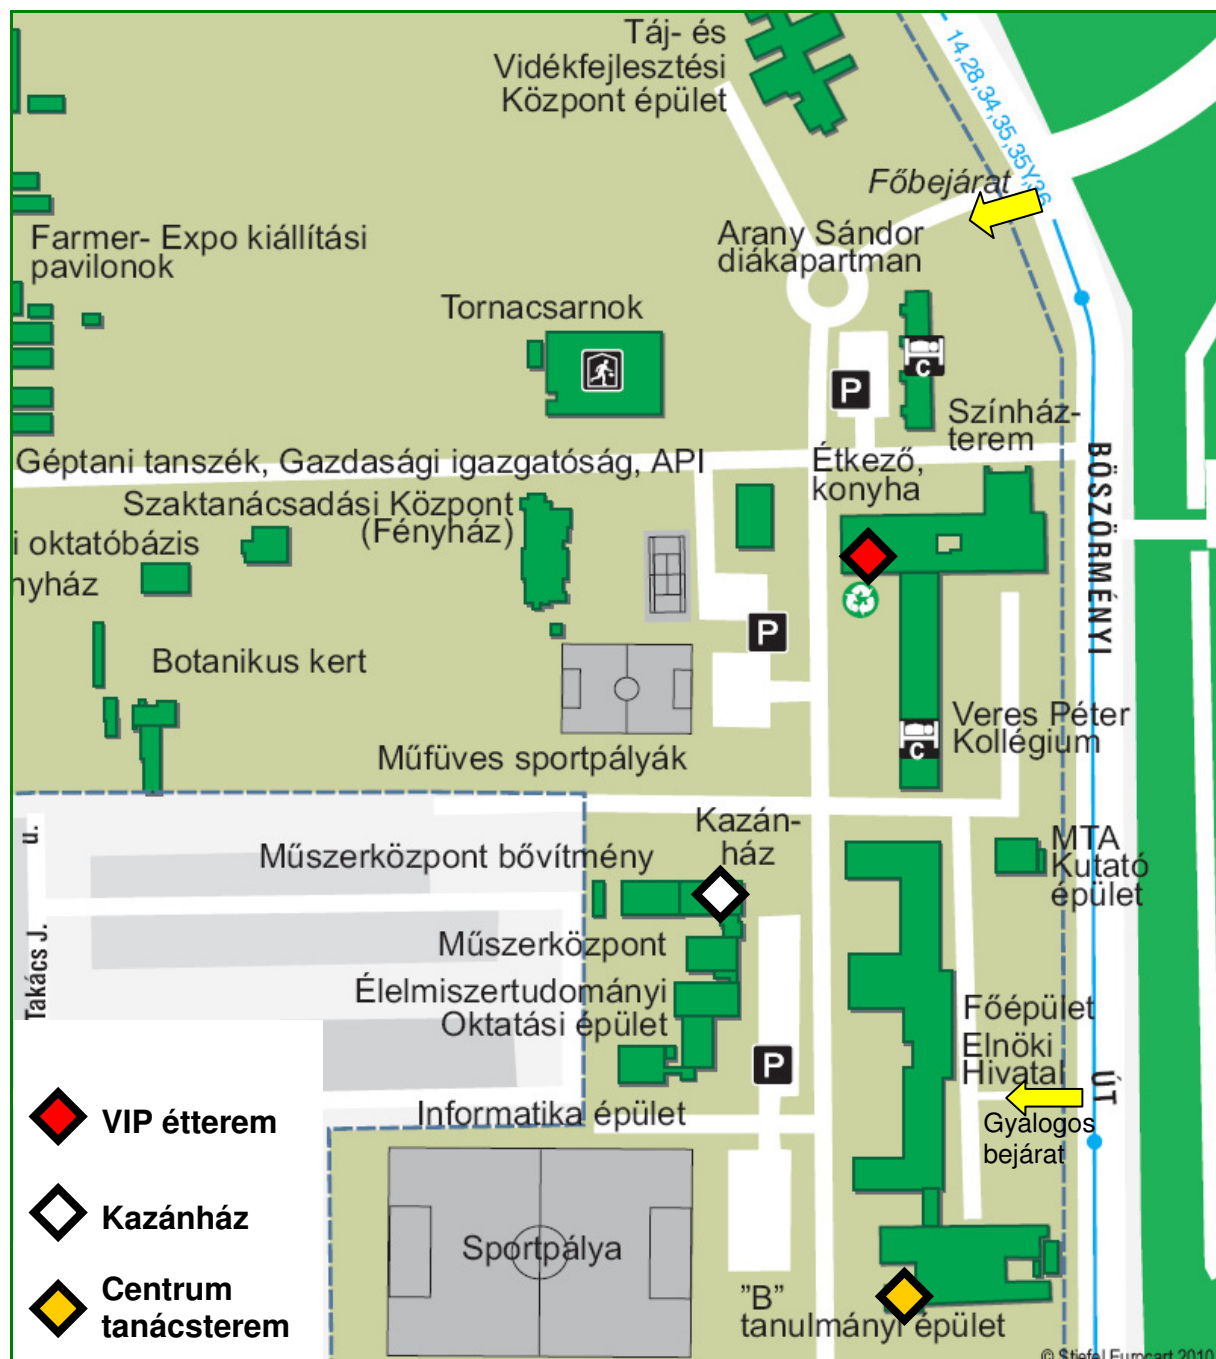 Táj- és
Vidékfejlesztési
Központ épület
14,28,34,35,35Y,36
Főbejárat
Arany Sándor
diákapartman
Farmer- Expo kiállítási
pavilonok
Tornacsarnok
C
P
Színház-
terem
Étkező,
konyha
Géptani tanszék, Gazdasági igazgatóság, API
Szaktanácsadási Központ
(Fényház)
i oktatóbázis
nyház
BÖSZÖRMÉNYI
P
Botanikus kert
Veres Péter
Kollégium
C
Műfüves sportpályák
Kazán-
ház
u.
Takács J.
Műszerközpont bővítmény
MTA
Kutató
épület
Műszerközpont
Élelmiszertudományi
Oktatási épület
Főépület
Elnöki
Hivatal
P
ÚT
Informatika épület
Gyalogos
bejárat
VIP étterem
Kazánház
Centrum
tanácsterem
Sportpálya
"B"
tanulmányi épület
© Stiefel Eurocart 2010